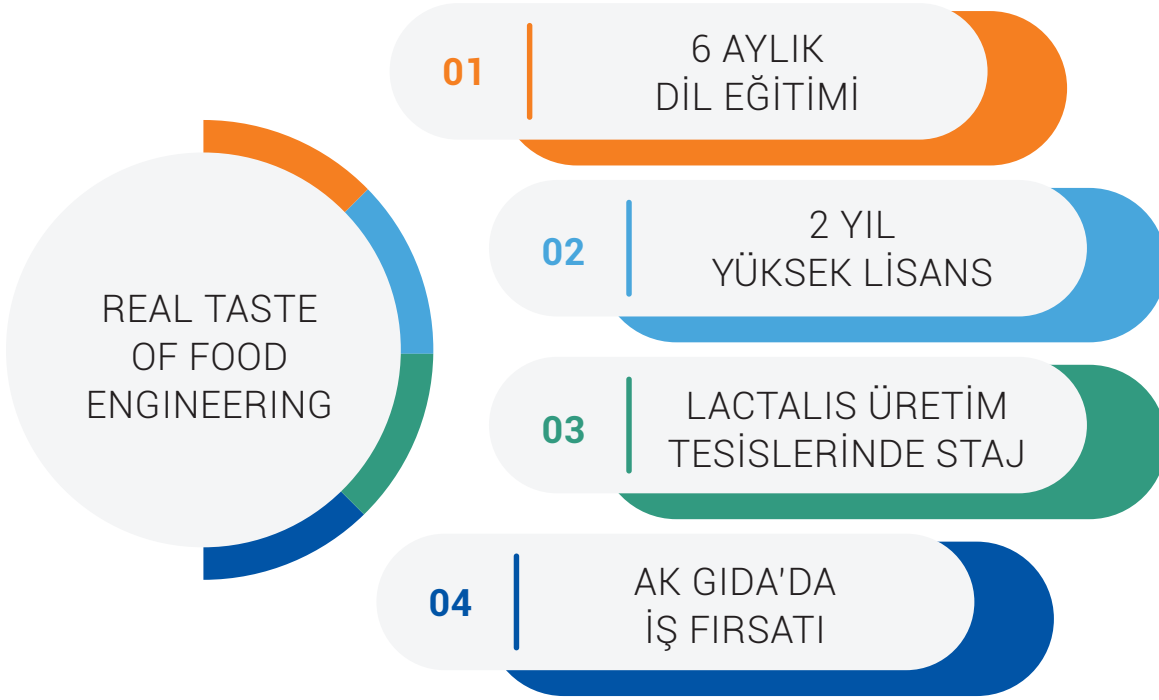 REAL TASTE
OF FOOD
ENGINEERING
01
6 AYLIK
DİL EĞİTİMİ
02
2 YIL
YÜKSEK LİSANS
03
LACTALIS ÜRETİM
TESİSLERİNDE STAJ
04
AK GIDA'DA
İŞ FIRSATI